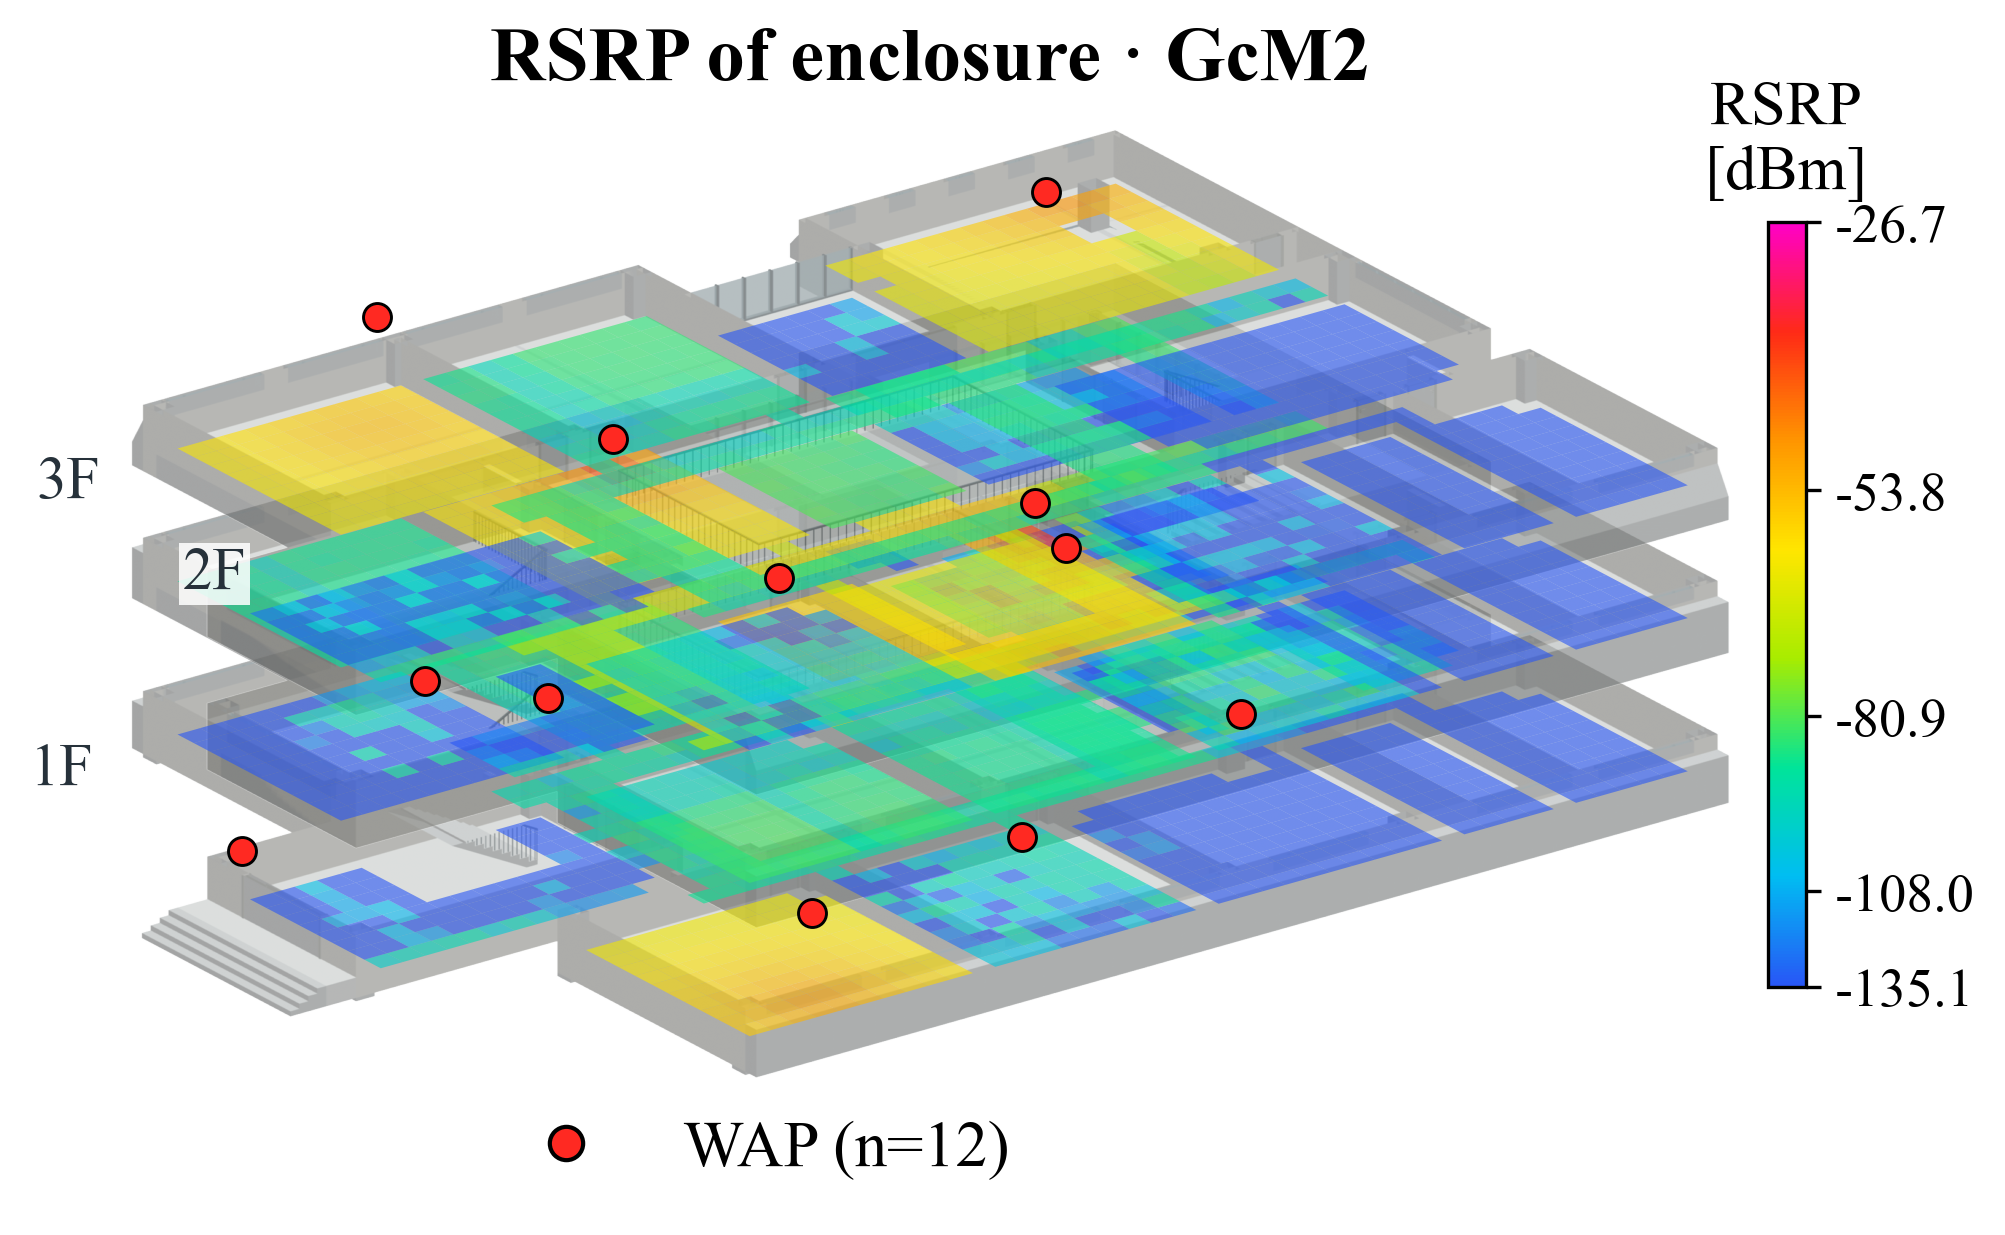 RSRP of enclosure · GcM2
RSRP
[dBm]
-26.7
-53.8
-80.9
-108.0
-135.1
3F
2F
1F
WAP (n=12)